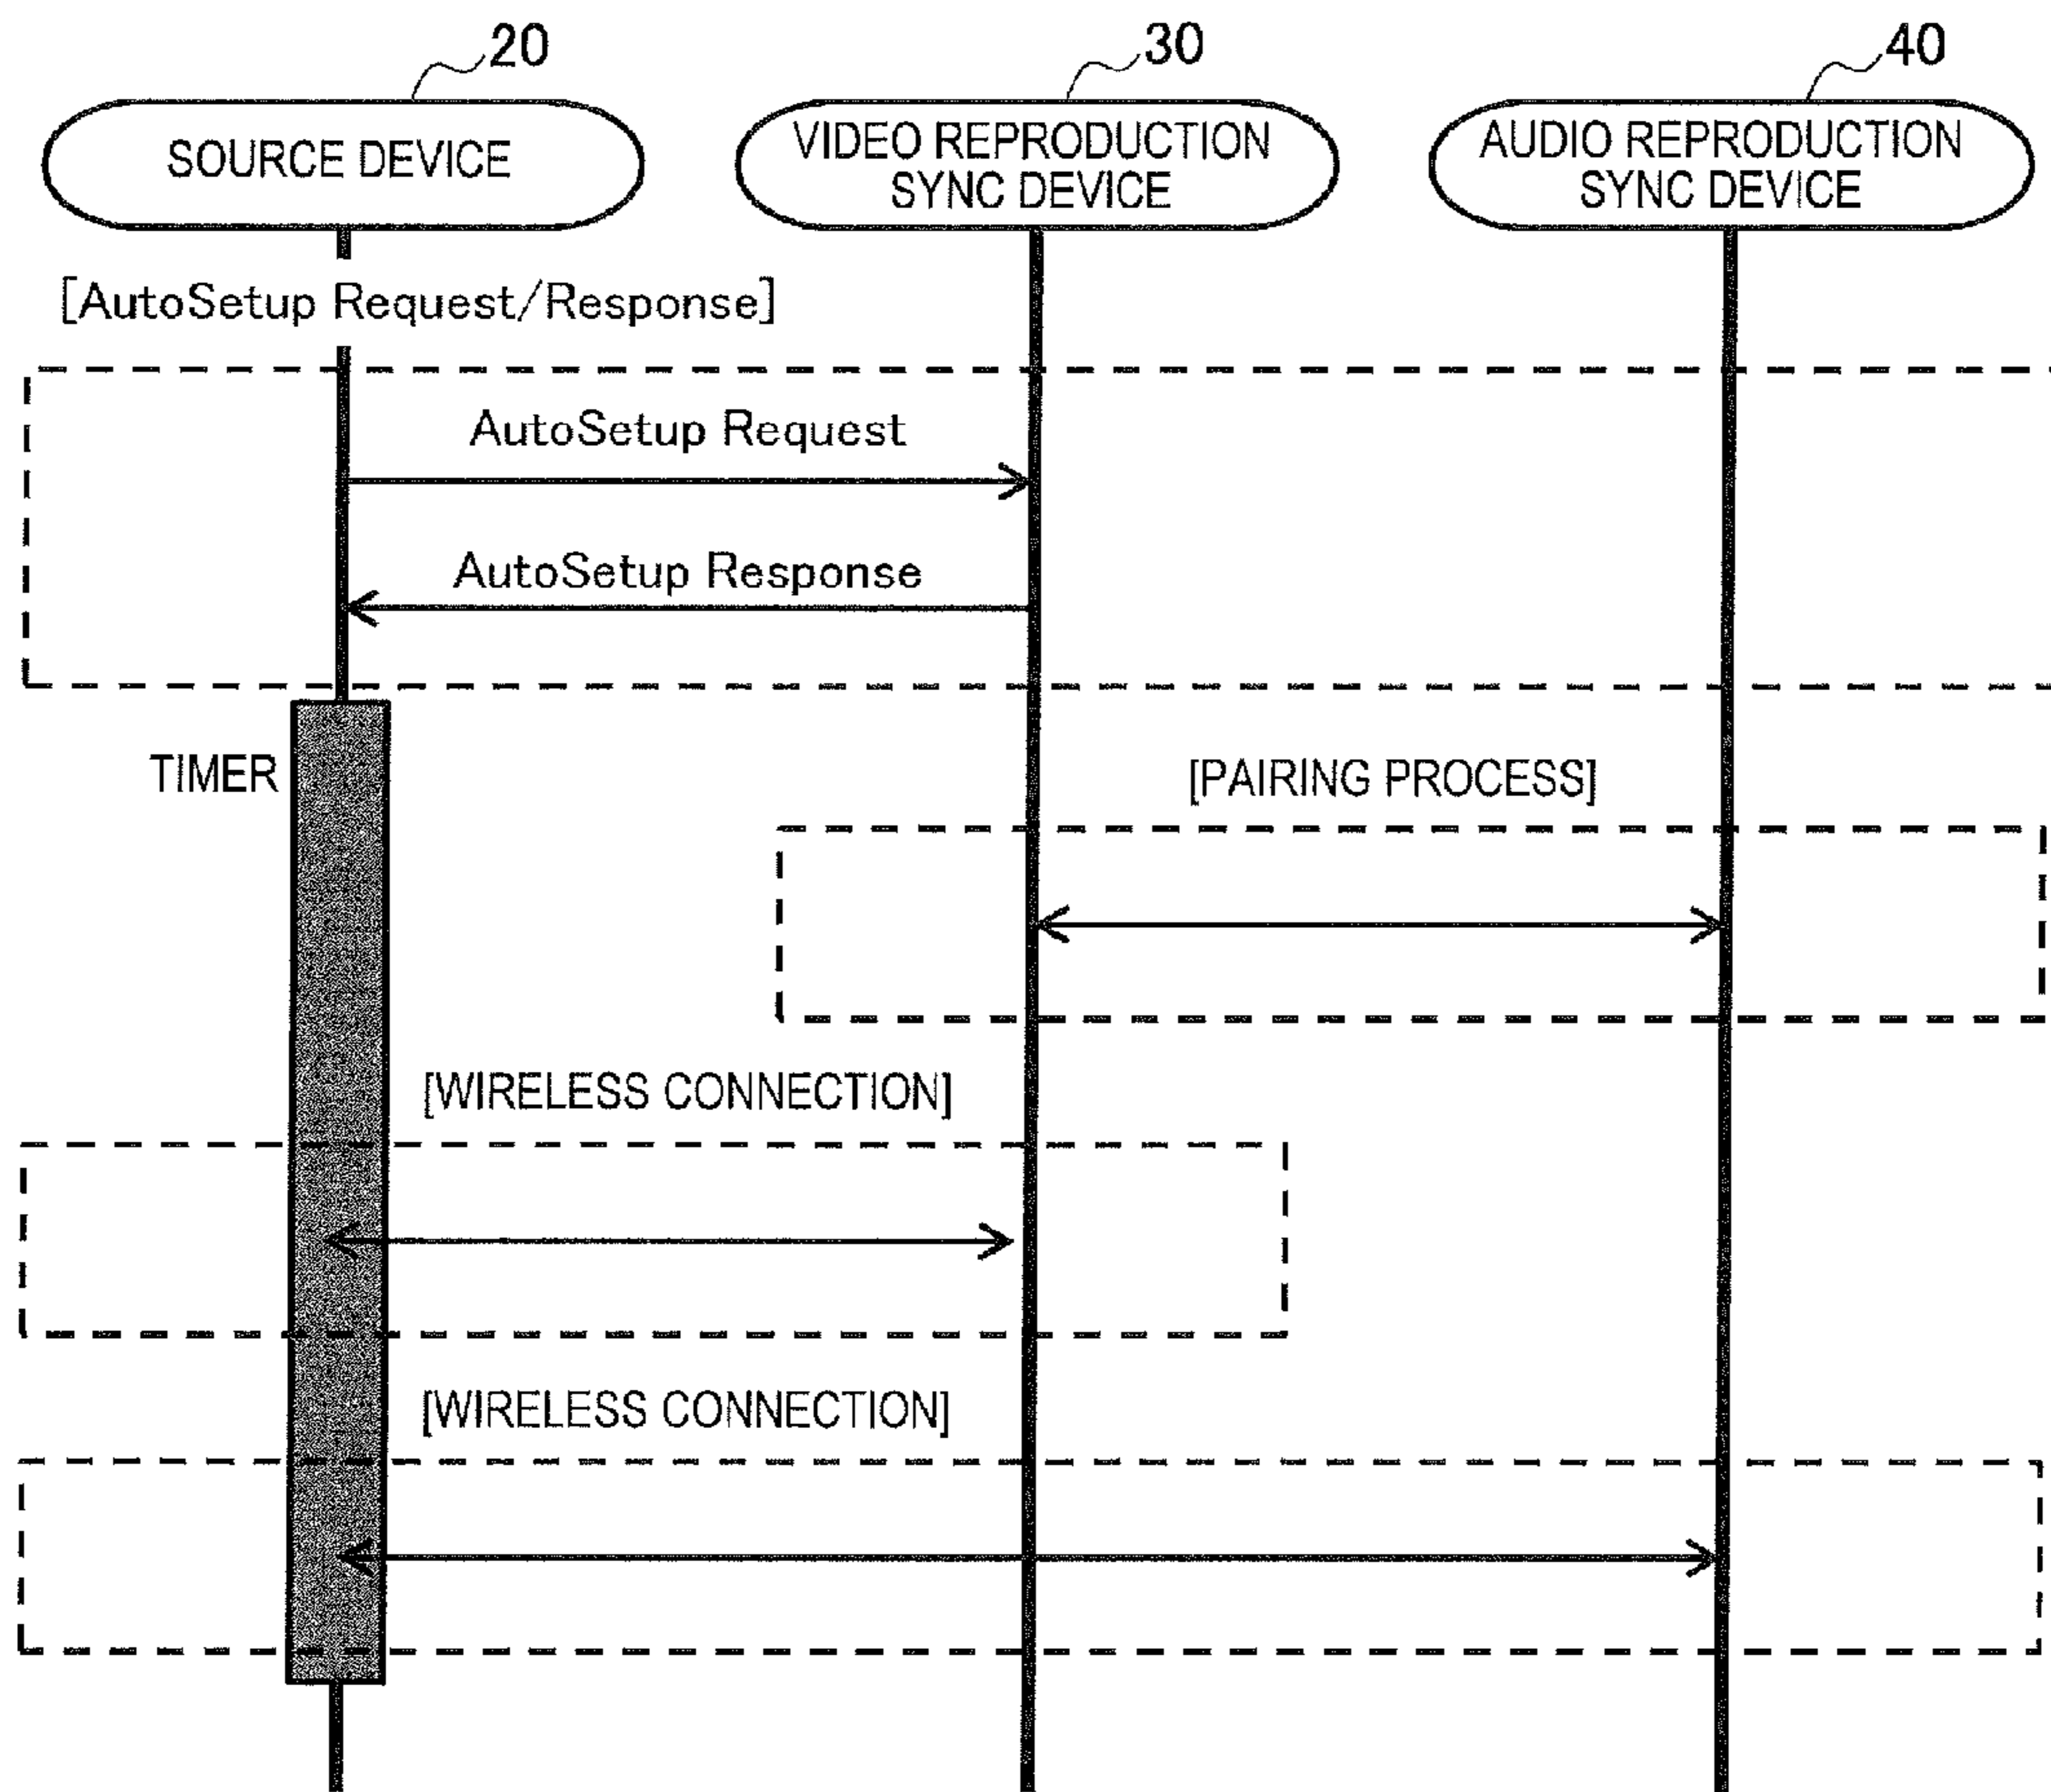 20
30
40
SOURCE DEVICE
VIDEO REPRODUCTION
SYNC DEVICE
AUDIO REPRODUCTION
SYNC DEVICE
[AutoSetup Request/Response]
AutoSetup Request
AutoSetup Response
TIMER
[PAIRING PROCESS]
[WIRELESS CONNECTION]
[WIRELESS CONNECTION]